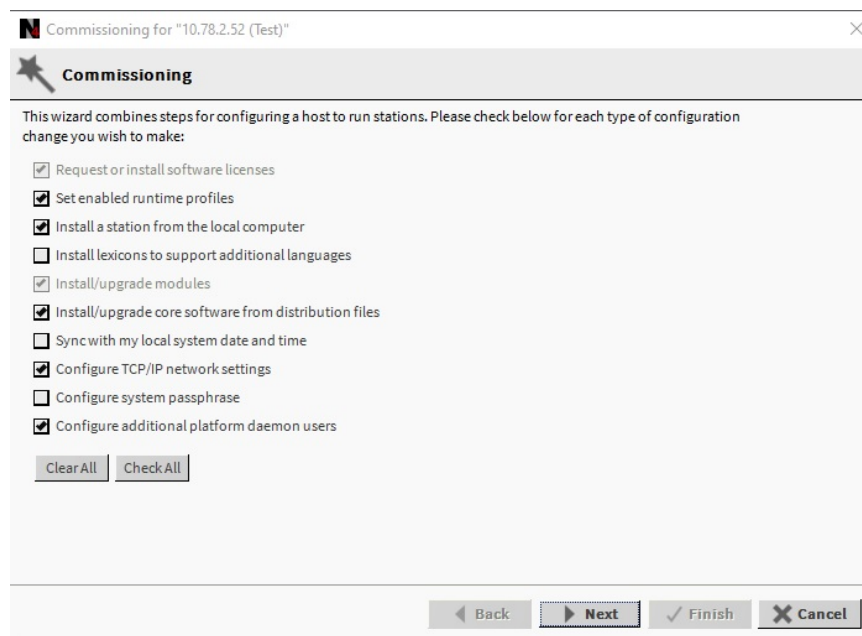 Commissioning for "10.78.2.52 (Test)"
Commissioning
This wizard combines steps for configuring a host to run stations. Please check below for each type of configuration
change you wish to make:
Request or install software licenses
Set enabled runtime profiles
Install a station from the local computer
Install lexicons to support additional languages
Install/upgrade modules
Install/upgrade core software from distribution files
Sync with my local system date and time
Configure TCP/IP network settings
Configure system passphrase
Configure additional platform daemon users
Clear All Check All
Back Next Finish Cancel